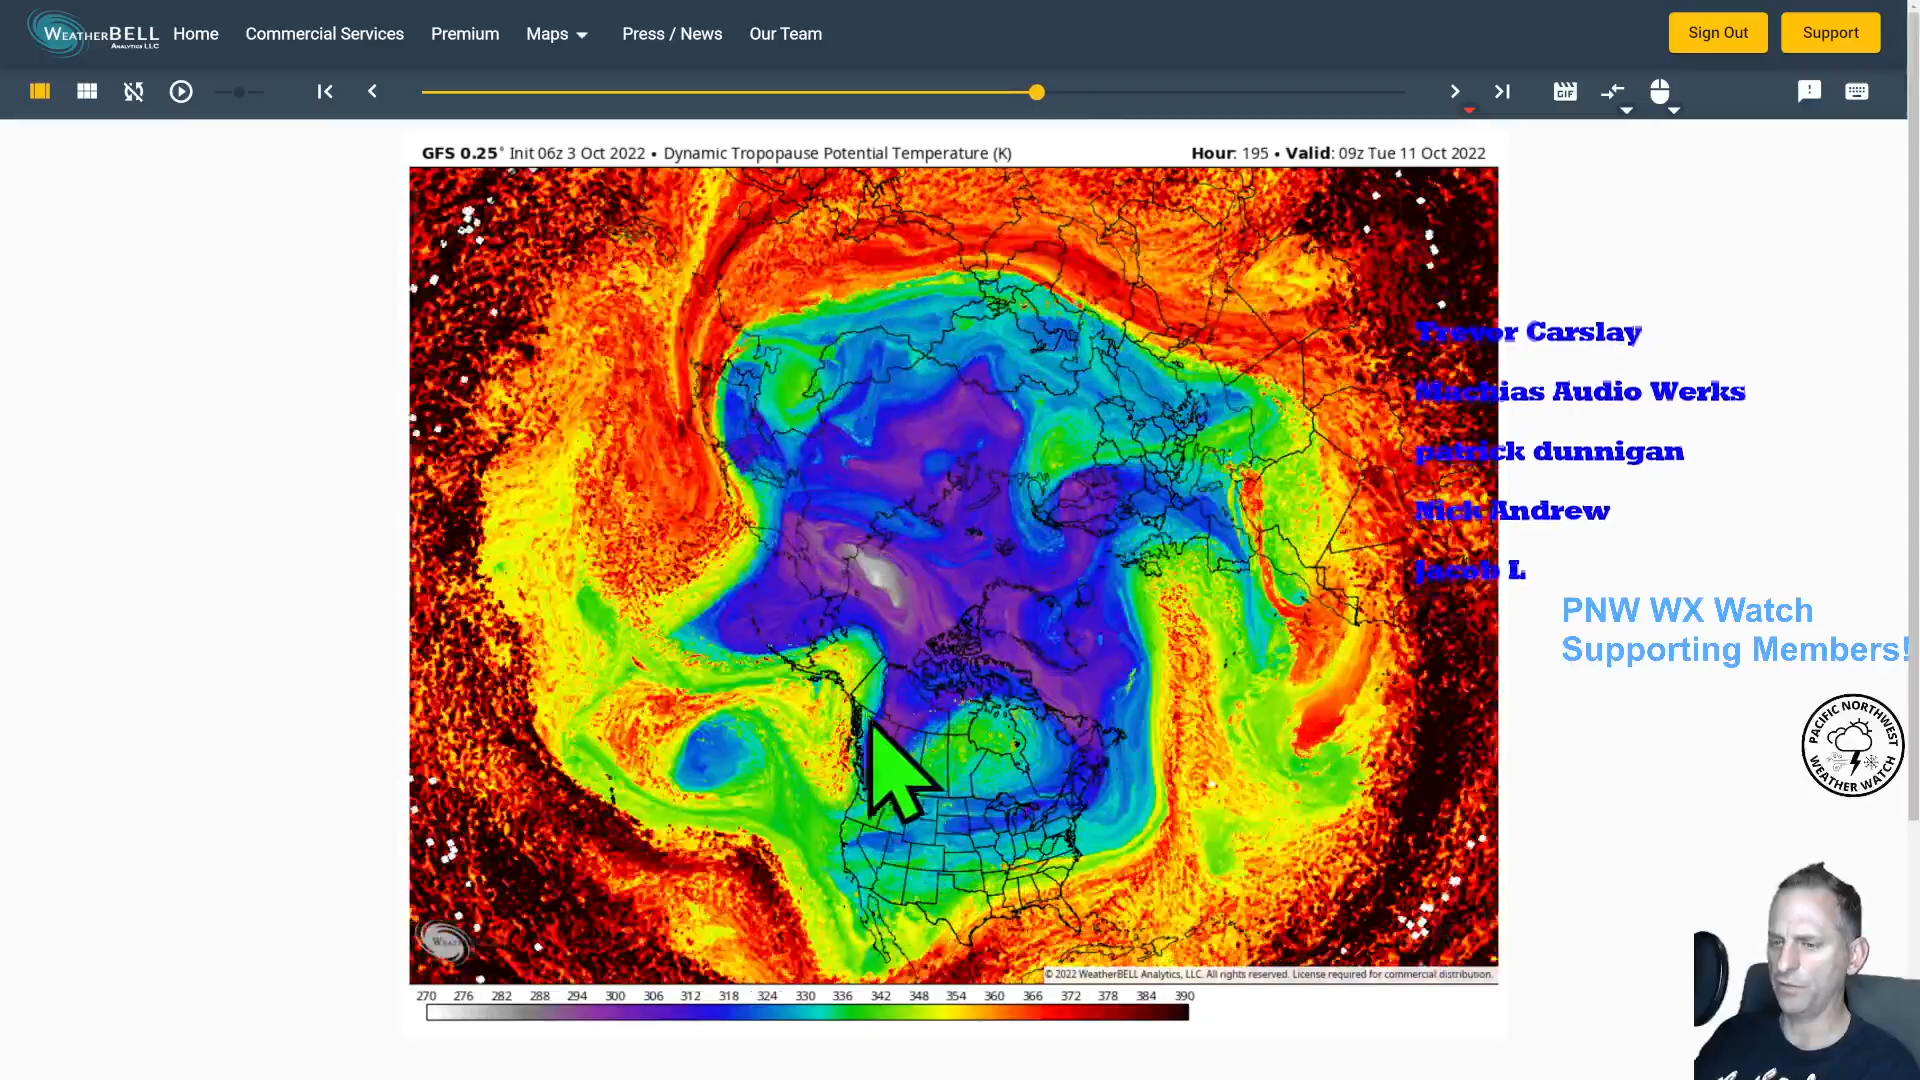 WEATHERBELL
ANALYTICS LLC
Home
Commercial Services
Premium
Maps
Press / News
Our Team
Sign Out
Support
GIF
GFS 0.25° Init 06z 3 Oct 2022 • Dynamic Tropopause Potential Temperature (K)
Hour: 195 • Valid: 09z Tue 11 Oct 2022
Trevor Carslay
Machias Audio Werks
patrick dunnigan
Nick Andrew
Jacob L
PNW WX Watch
Supporting Members!
PACIFIC NORTHWEST
WEATHER WATCH
© 2022 WeatherBELL Analytics, LLC. All rights reserved. License required for commercial distribution.
270 276 282 288 294 300 306 312 318 324 330 336 342 348 354 360 366 372 378 384 390